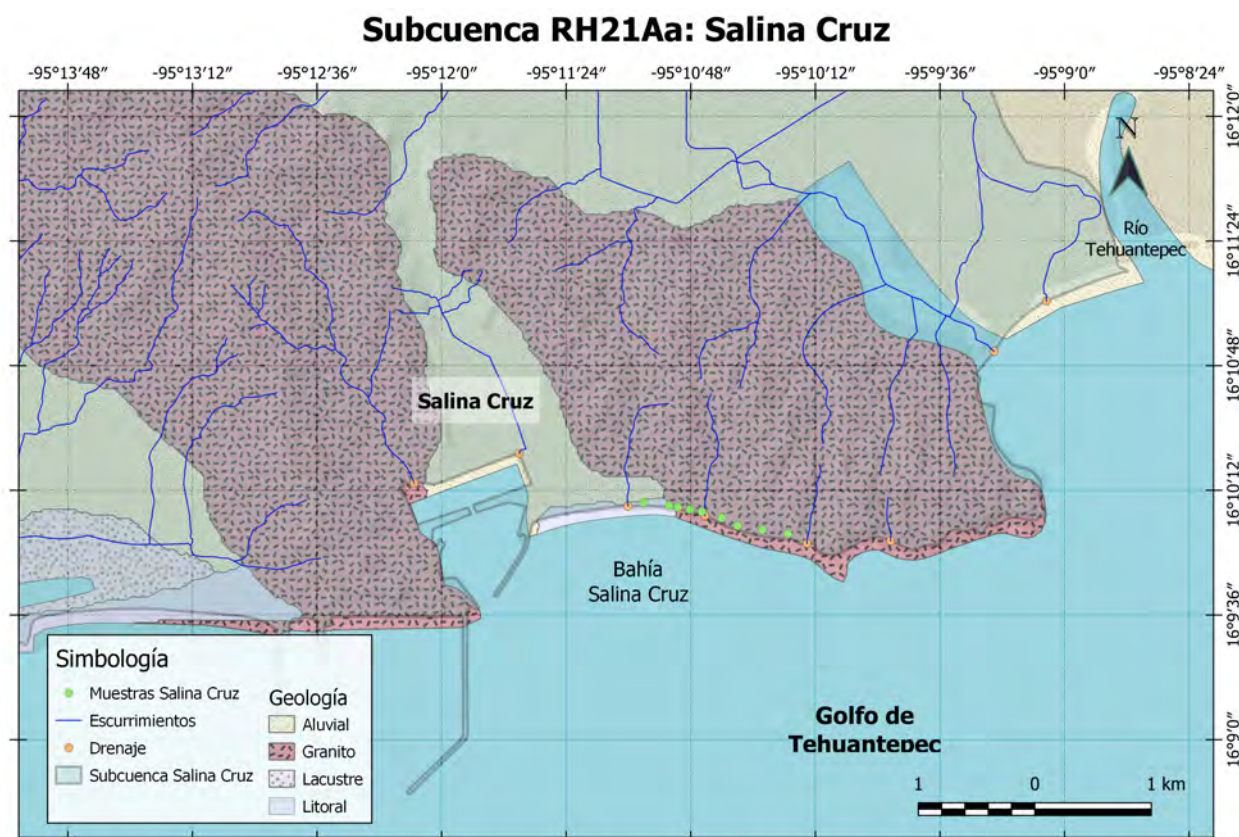 Subcuenca RH21Aa: Salina Cruz
-95°13′48″ -95°13′12″ -95°12′36″ -95°12′0″ -95°11′24″ -95°10′48″ -95°10′12″ -95°9′36″ -95°9′0″ -95°8′24″
16°12′0″
N
Río
Tehuantepec
16°11′24″
16°10′48″
Salina Cruz
16°10′12″
Bahía
Salina Cruz
16°9′36″
Simbología
Muestras Salina Cruz
Escurrimientos
Drenaje
Subcuenca Salina Cruz
Geología
Aluvial
Granito
Lacustre
Litoral
Golfo de
Tehuantepec
16°9′0″
1 0 1 km